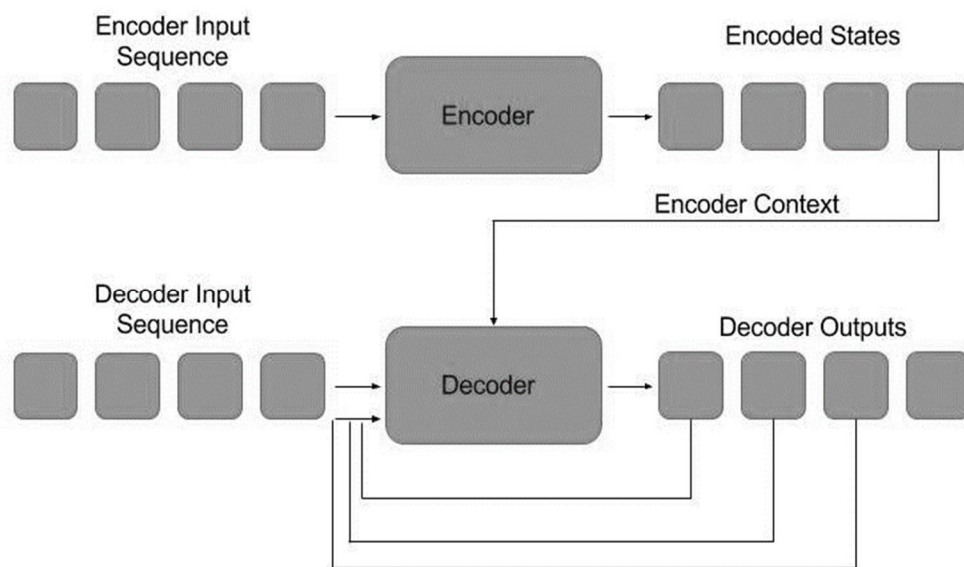 Encoder Input
Sequence
Encoder
Encoded States
Encoder Context
Decoder Input
Sequence
Decoder
Decoder Outputs